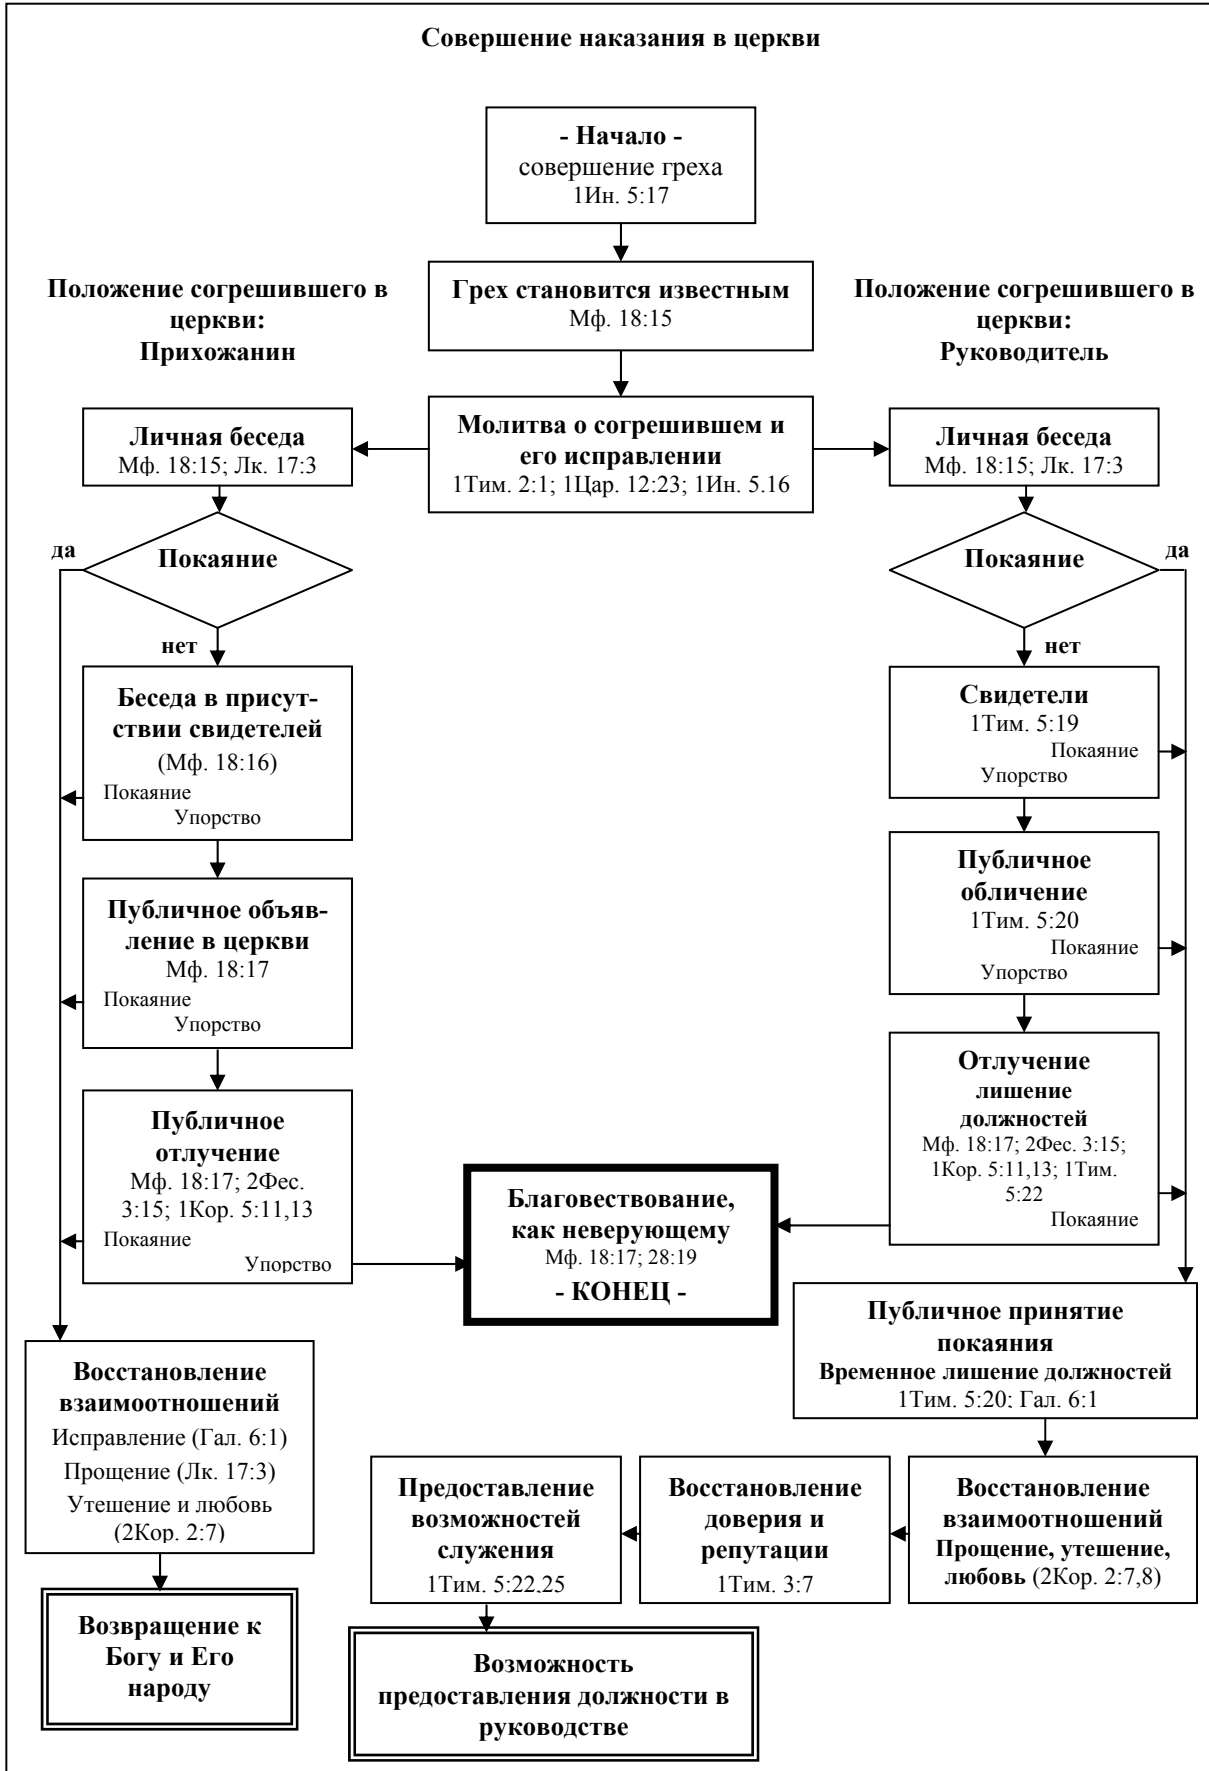 Совершение наказания в церкви
- Начало -
совершение греха
1Ин. 5:17
Грех становится известным
Мф. 18:15
Положение согрешившего в
церкви:
Прихожанин
Положение согрешившего в
церкви:
Руководитель
Молитва о согрешившем и
его исправлении
1Тим. 2:1; 1Цар. 12:23; 1Ин. 5.16
Личная беседа
Мф. 18:15; Лк. 17:3
Личная беседа
Мф. 18:15; Лк. 17:3
да
Покаяние
нет
Покаяние
да
нет
Беседа в присут-
ствии свидетелей
(Мф. 18:16)
Покаяние
Упорство
Свидетели
1Тим. 5:19
Покаяние
Упорство
Публичное объяв-
ление в церкви
Мф. 18:17
Покаяние
Упорство
Публичное
обличение
1Тим. 5:20
Покаяние
Упорство
Публичное
отлучение
Мф. 18:17; 2Фес.
3:15; 1Кор. 5:11,13
Покаяние
Упорство
Отлучение
лишение
должностей
Мф. 18:17; 2Фес. 3:15;
1Кор. 5:11,13; 1Тим.
5:22
Покаяние
Благовествование,
как неверующему
Мф. 18:17; 28:19
- КОНЕЦ -
Публичное принятие
покаяния
Временное лишение должностей
1Тим. 5:20; Гал. 6:1
Восстановление
взаимоотношений
Исправление (Гал. 6:1)
Прощение (Лк. 17:3)
Утешение и любовь
(2Кор. 2:7)
Предоставление
возможностей
служения
1Тим. 5:22,25
Восстановление
доверия и
репутации
1Тим. 3:7
Восстановление
взаимоотношений
Прощение, утешение,
любовь (2Кор. 2:7,8)
Возвращение к
Богу и Его
народу
Возможность
предоставления должности в
руководстве